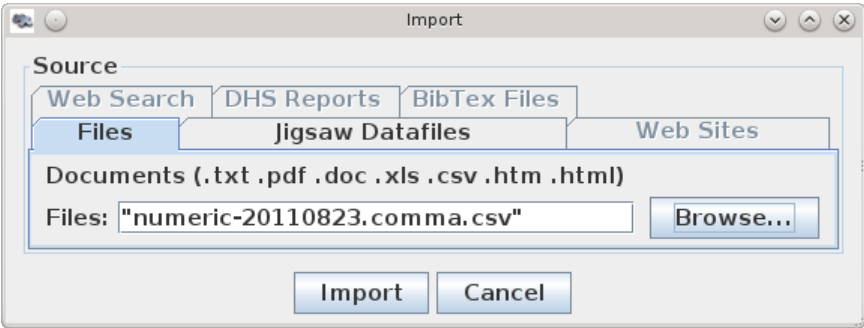 Import
Source
Web Search DHS Reports BibTex Files
Files Jigsaw Datafiles Web Sites
Documents (.txt .pdf .doc .xls .csv .htm .html)
Files: "numeric-20110823.comma.csv" Browse...
Import Cancel